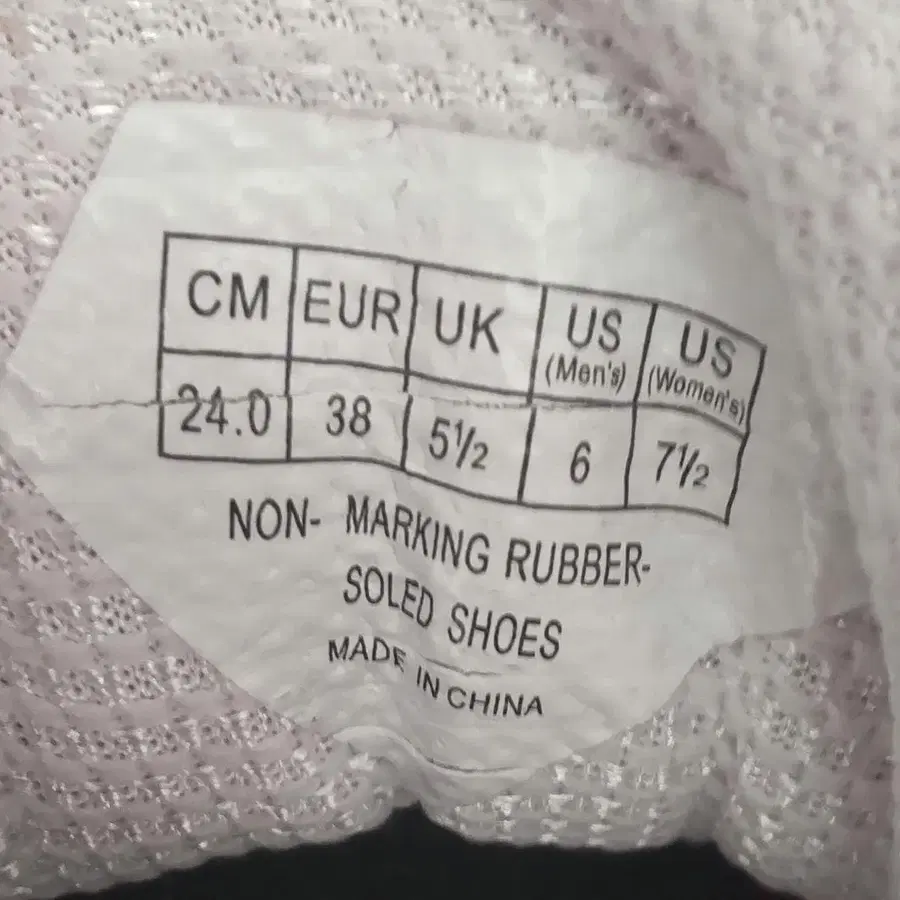 CM EUR UK US (Men's) US (Women's)
24.0 38 5½ 6 7½
NON- MARKING RUBBER-
SOLED SHOES
MADE IN CHINA